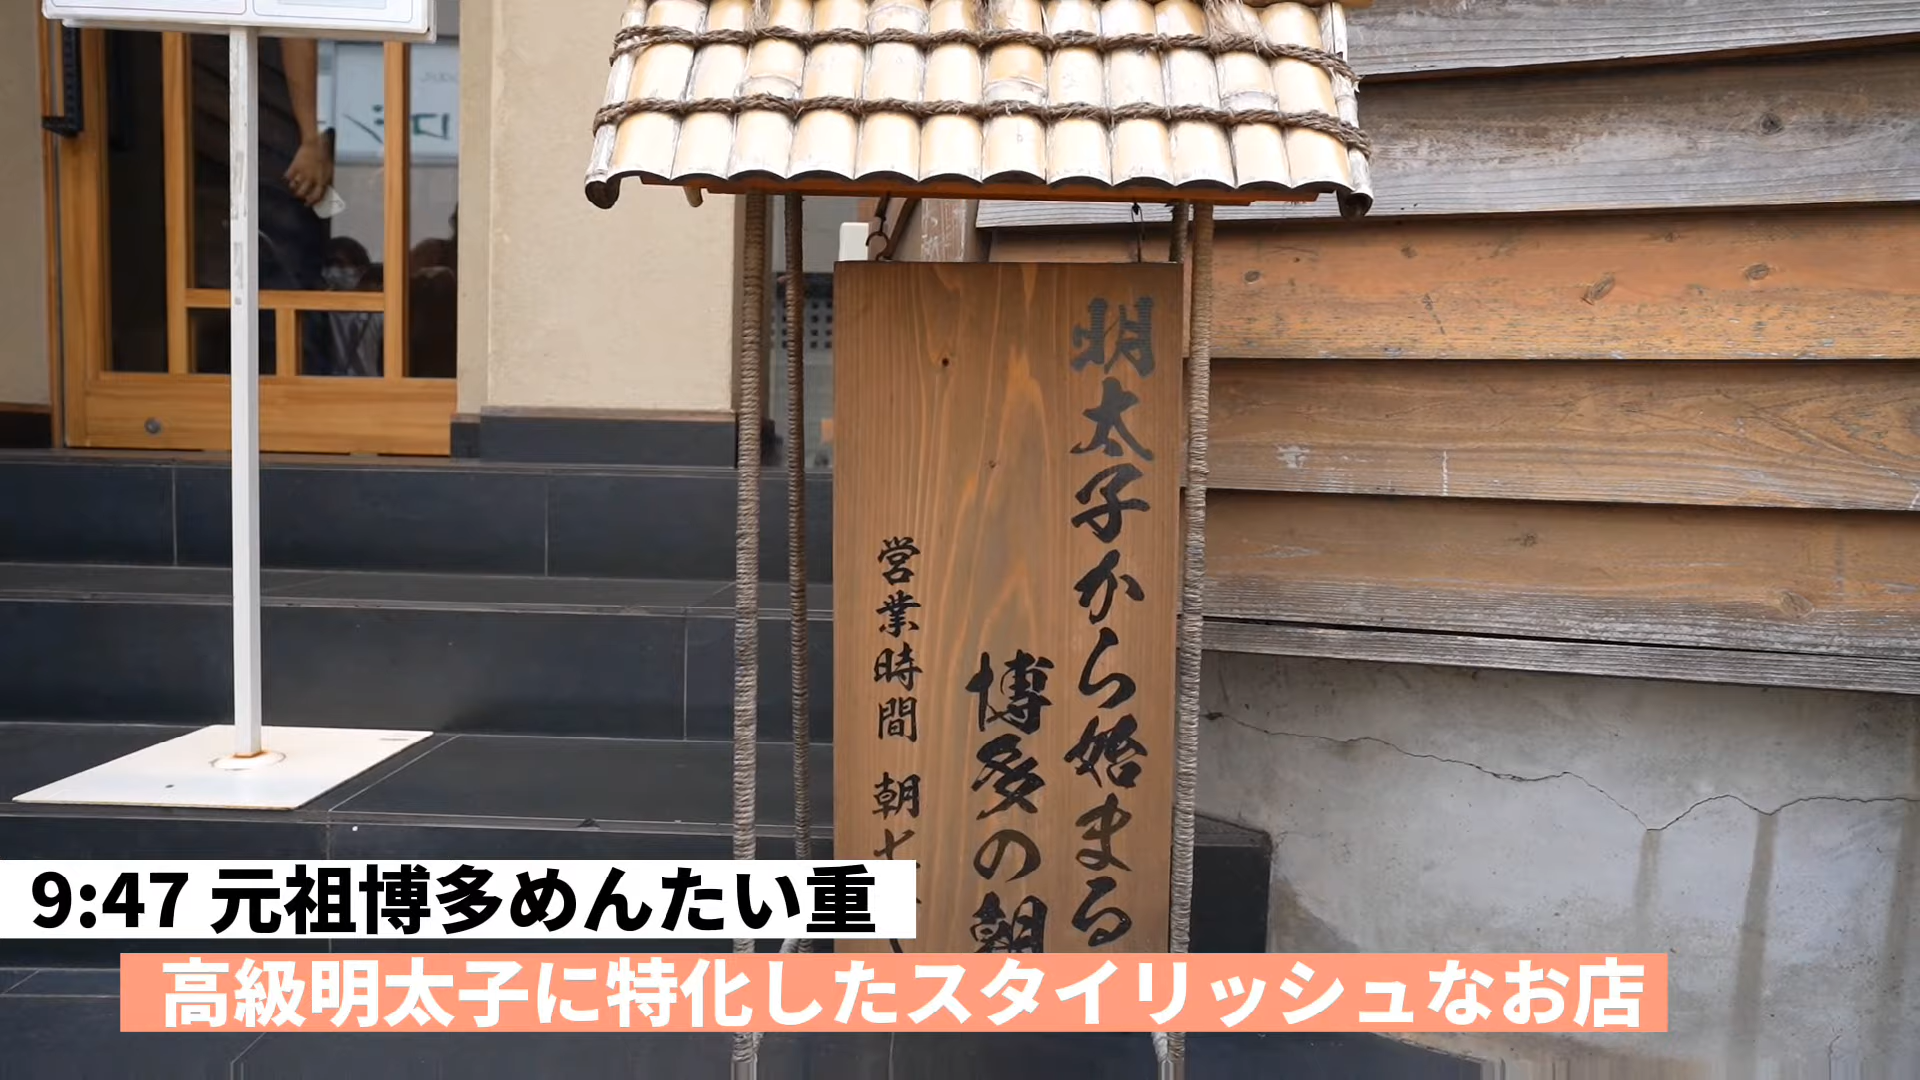 明太子から始まる
博多の朝
営業時間 朝七
9:47 元祖博多めんたい重
高級明太子に特化したスタイリッシュなお店